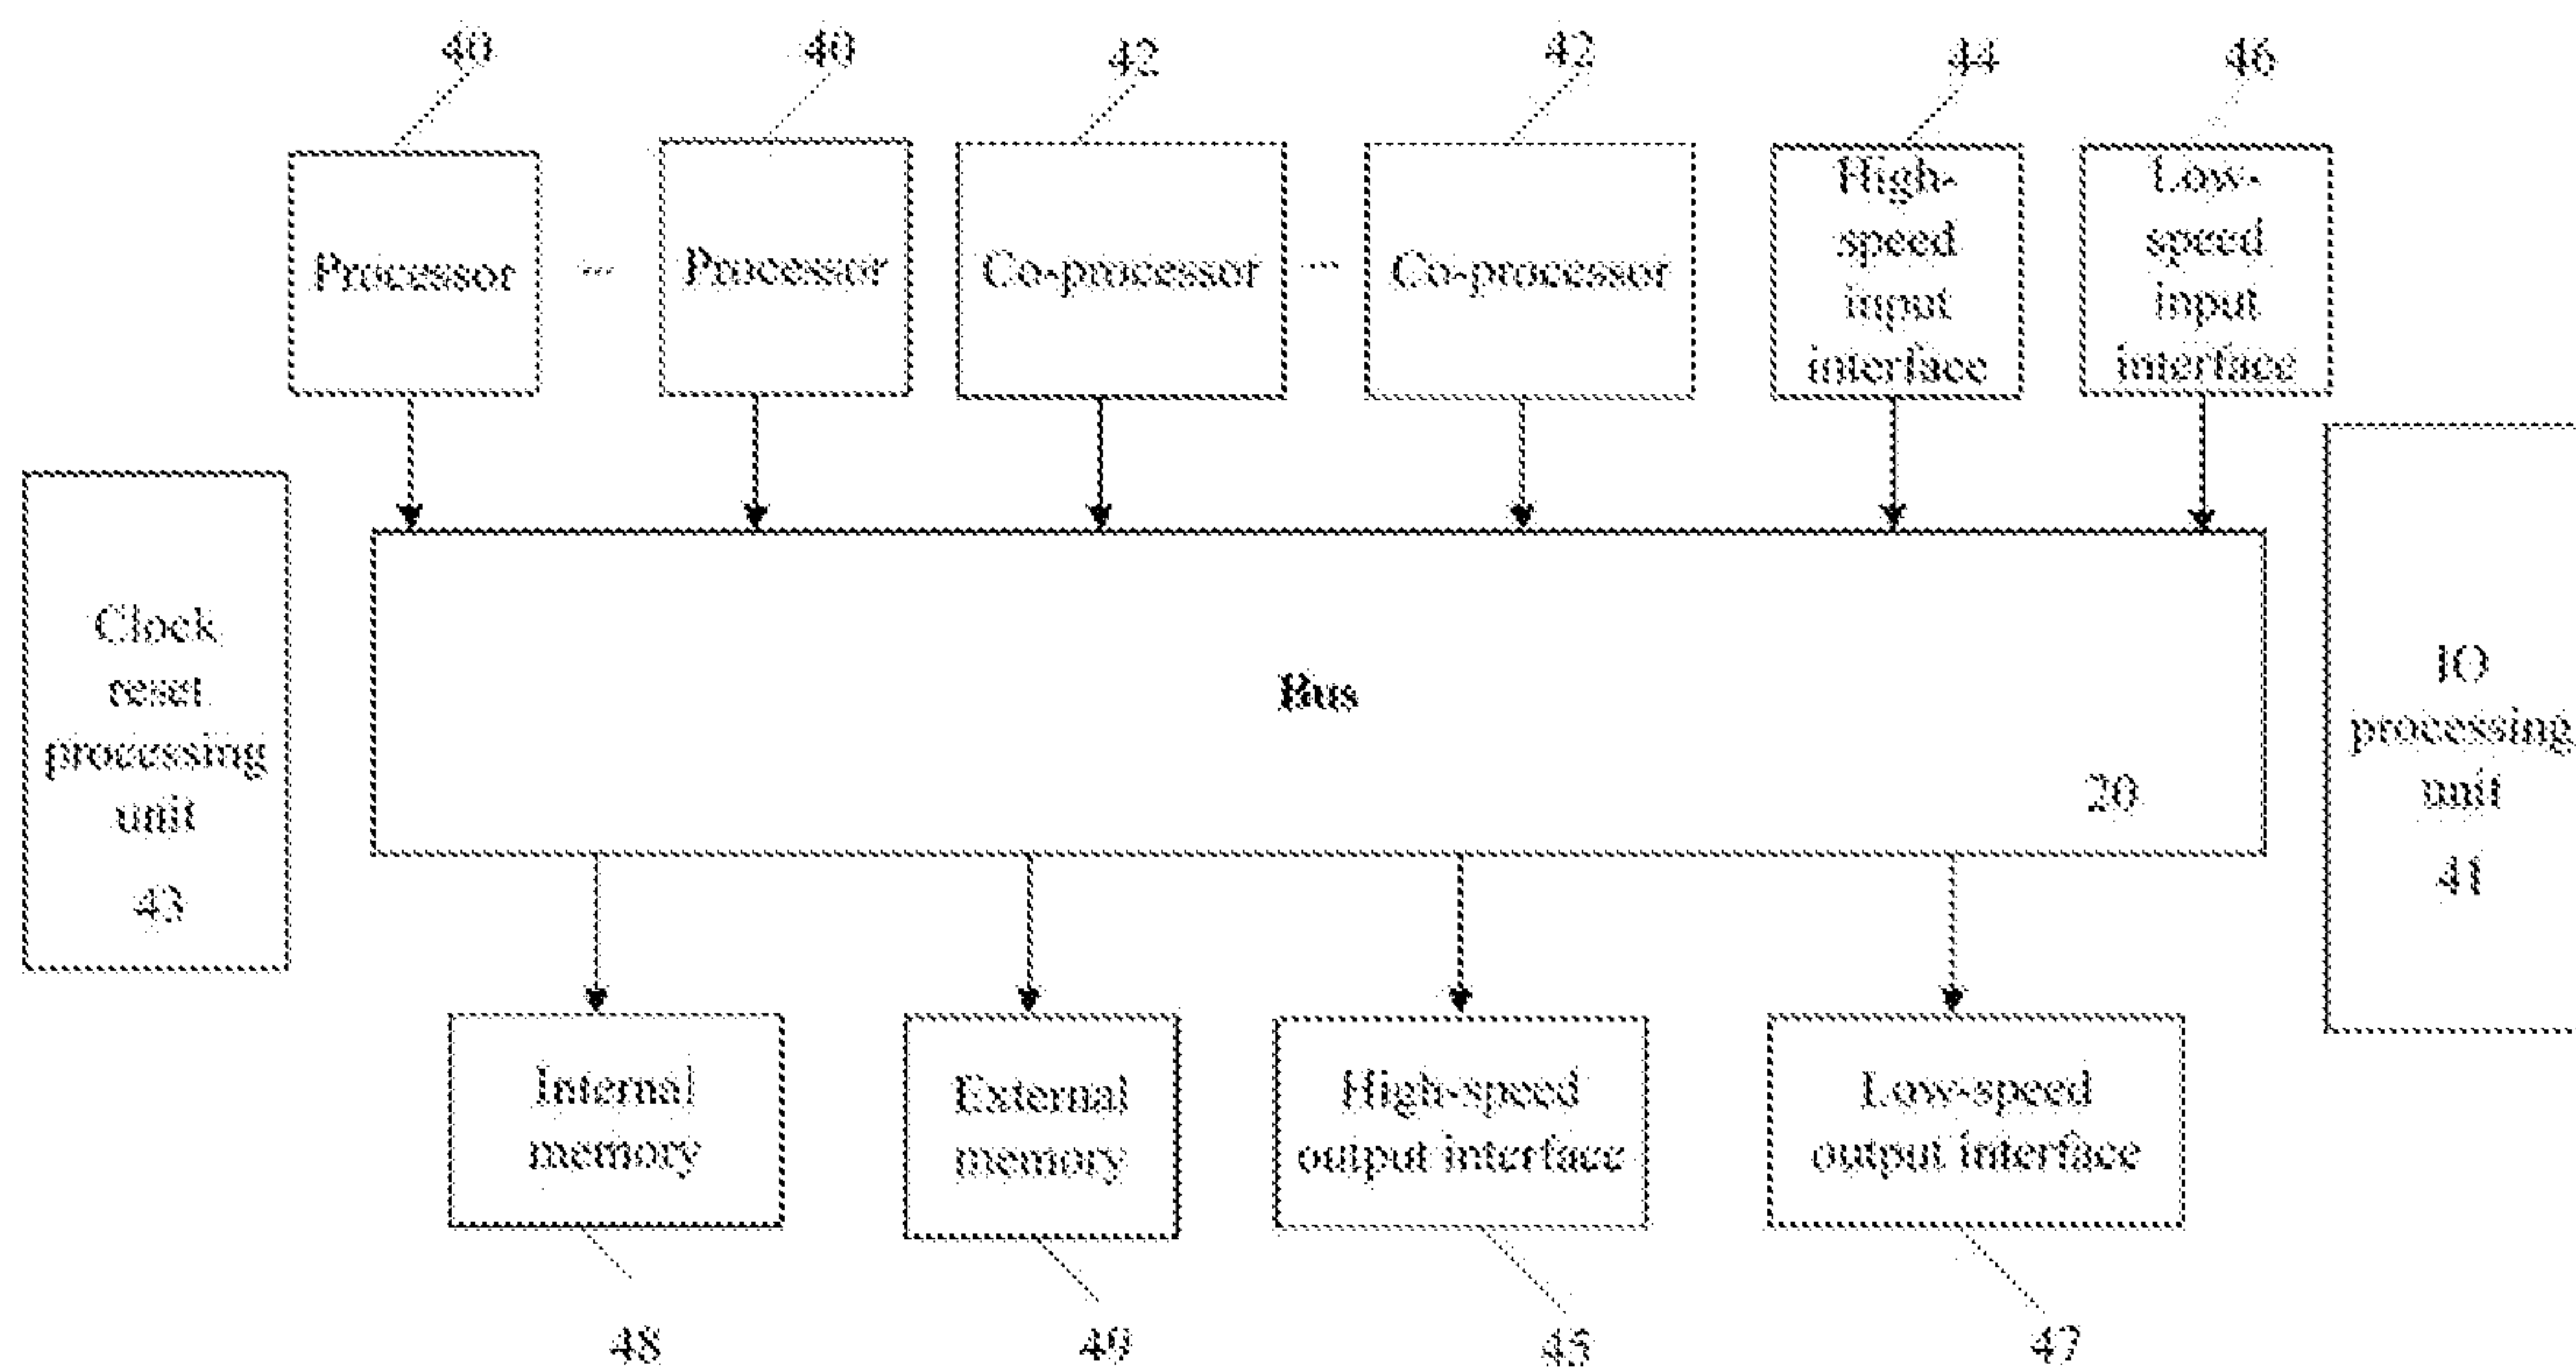 40
40
42
42
44
46
Processor
...
Processor
Co-processor
...
Co-processor
High-
speed
input
interface
Low-
speed
input
interface
Clock
reset
processing
unit
43
Bus
20
IO
processing
unit
41
Internal
memory
External
memory
High-speed
output interface
Low-speed
output interface
48
49
45
47